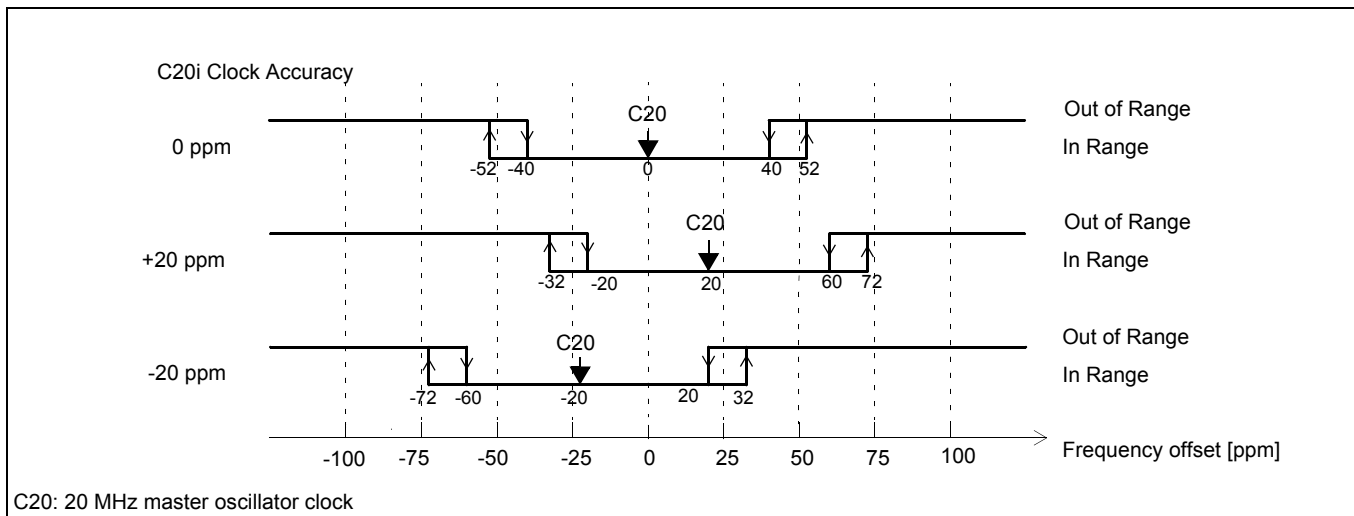 C20i Clock Accuracy
C20
Out of Range
0 ppm
In Range
-52 -40 0 40 52
C20
Out of Range
+20 ppm
In Range
-32 -20 20 60 72
C20
Out of Range
-20 ppm
In Range
-72 -60 -20 20 32
-100 -75 -50 -25 0 25 50 75 100
Frequency offset [ppm]
C20: 20 MHz master oscillator clock